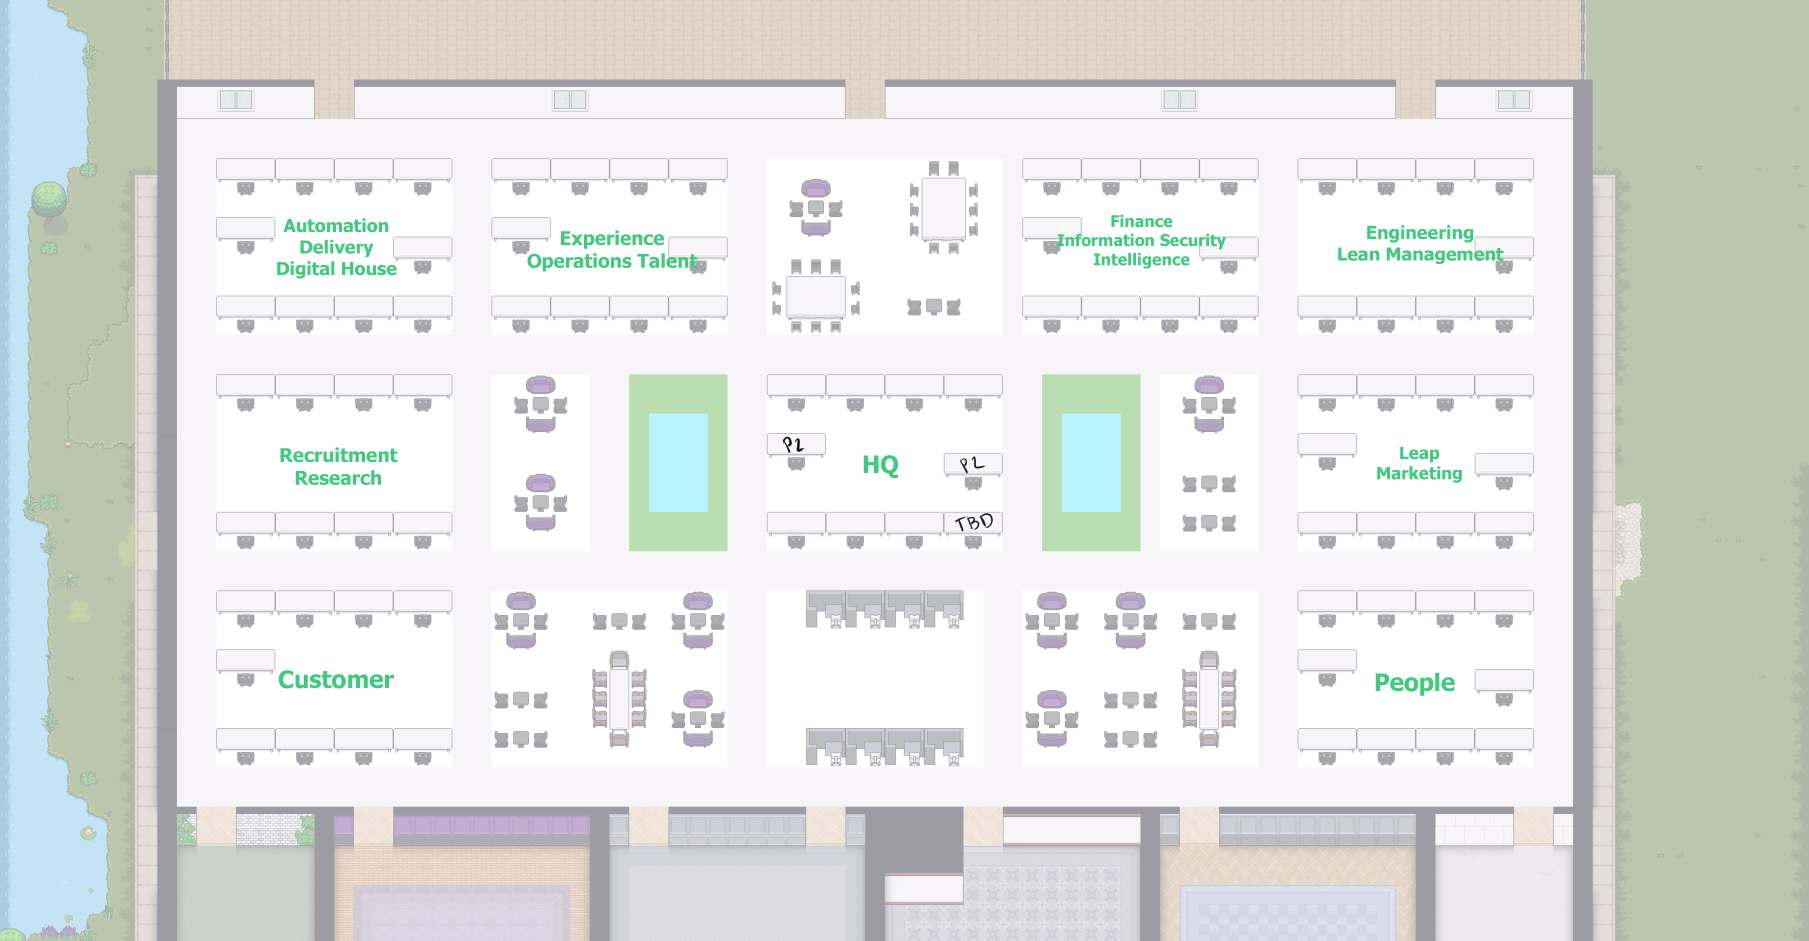 Automation
Delivery
Digital House
Experience
Operations Talent
Finance
Information Security
Intelligence
Engineering
Lean Management
Recruitment
Research
P2
HQ
P2
TBD
Leap
Marketing
Customer
People